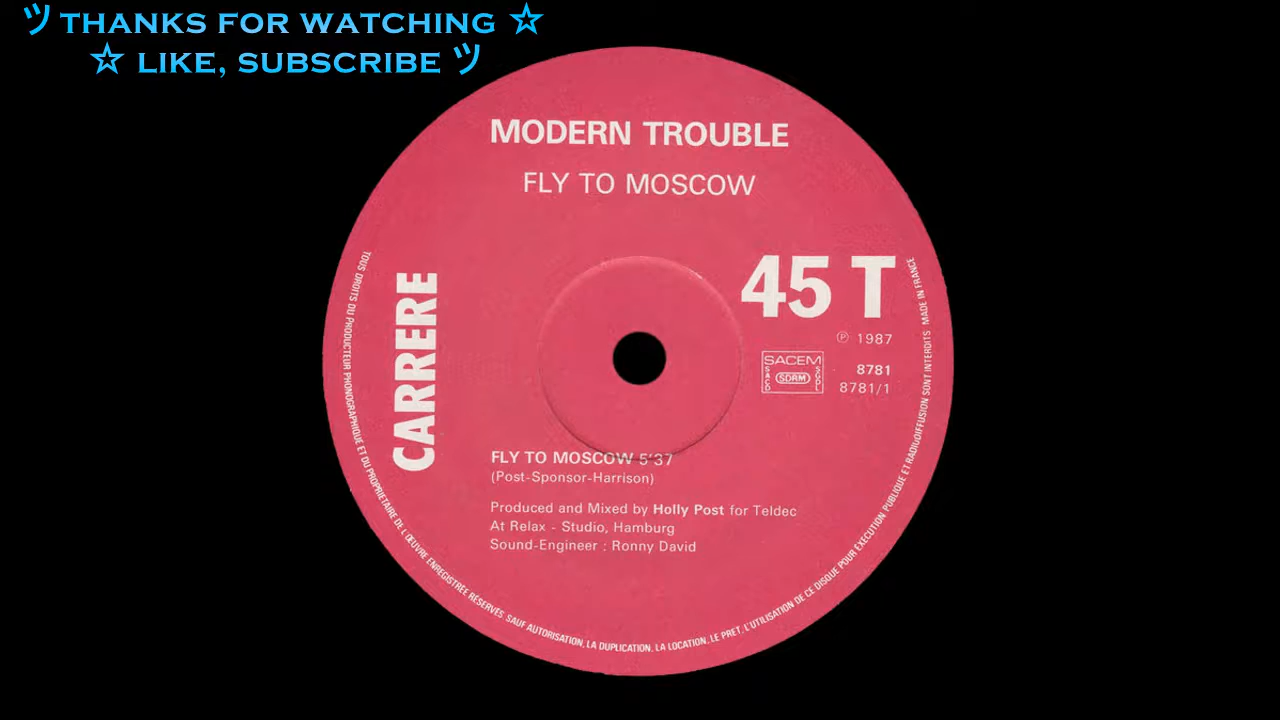 ツ THANKS FOR WATCHING ☆
☆ LIKE, SUBSCRIBE ツ
MODERN TROUBLE
FLY TO MOSCOW
CARRERE
45 T
℗ 1987
SACEM
SACD
SDRM
SGDL
8781
8781/1
FLY TO MOSCOW 5'37
(Post-Sponsor-Harrison)
Produced and Mixed by Holly Post for Teldec
At Relax - Studio, Hamburg
Sound-Engineer : Ronny David
TOUS DROITS DU PRODUCTEUR PHONOGRAPHIQUE ET DU PROPRIETAIRE DE L'ŒUVRE ENREGISTREE RESERVES. SAUF AUTORISATION, LA DUPLICATION, LA LOCATION, LE PRET, L'UTILISATION DE CE DISQUE POUR EXECUTION PUBLIQUE ET RADIODIFFUSION SONT INTERDITS MADE IN FRANCE